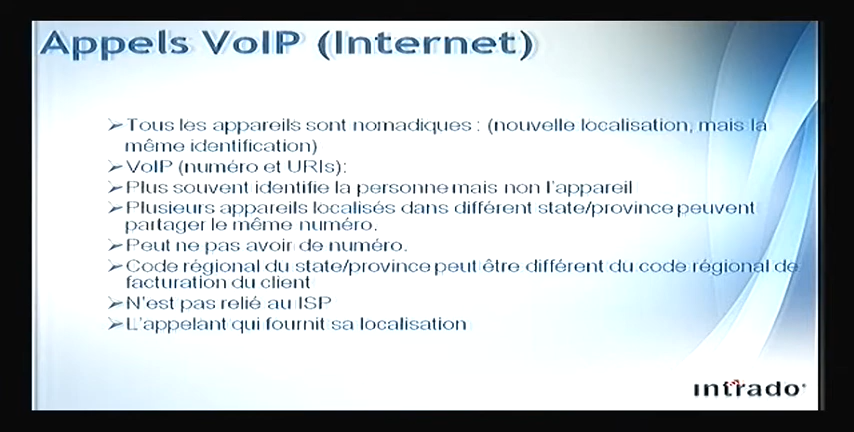 Appels VoIP (Internet)
➢Tous les appareils sont nomadiques : (nouvelle localisation, mais la
même identification)
➢VoIP (numéro et URIs):
➢Plus souvent identifie la personne mais non l'appareil
➢Plusieurs appareils localisés dans différent state/province peuvent
partager le même numéro.
➢Peut ne pas avoir de numéro.
➢Code régional du state/province peut être différent du code régional de
facturation du client
➢N'est pas relié au ISP
➢L'appelant qui fournit sa localisation
intrado